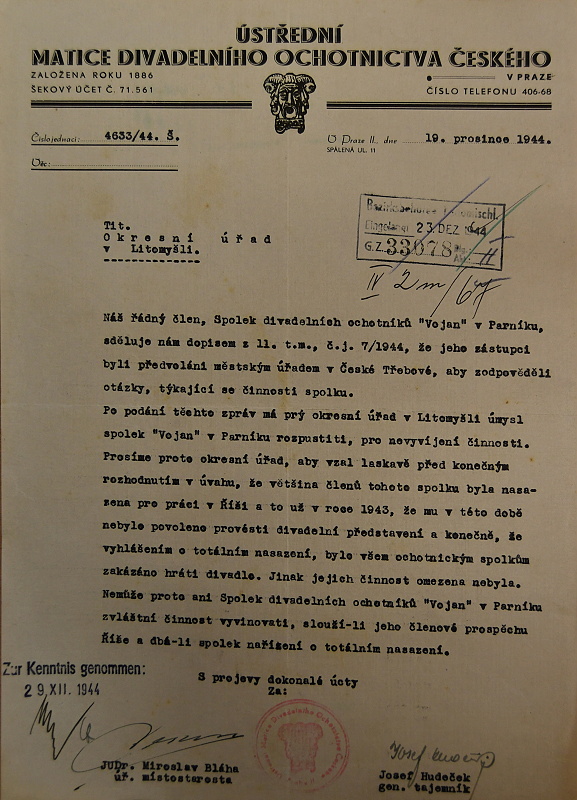 ÚSTŘEDNÍ
MATICE DIVADELNÍHO OCHOTNICTVA ČESKÉHO
ZALOŽENA ROKU 1886
V PRAZE
ŠEKOVÝ ÚČET Č. 71.561
ČÍSLO TELEFONU 406-68
Číslo jednací: 4633/44. Š.
V Praze II., dne 19. prosince 1944.
SPÁLENÁ UL. 11
Věc:
Eingelangt 23. DEZ. 1944
G.Z. 33078
II
IV 2m/
Tit.
Okresní úřad
v Litomyšli.
Náš řádný člen, Spolek divadelních ochotníků "Vojan" v Parníku,
sděluje nám dopisem z 11. t.m., č.j. 7/1944, že jeho zástupci
byli předvoláni městským úřadem v České Třebové, aby zodpověděli
otázky, týkající se činnosti spolku.
Po podání těchto zpráv má prý okresní úřad v Litomyšli úmysl
spolek "Vojan" v Parníku rozpustiti, pro nevyvíjení činnosti.
Prosíme proto okresní úřad, aby vzal laskavě před konečným
rozhodnutím v úvahu, že většina členů tohoto spolku byla nasa-
zena pro práci v Říši a to už v roce 1943, že mu v této době
nebylo povoleno provésti divadelní představení a konečně, že
vyhlášením o totálním nasazení, bylo všem ochotnickým spolkům
zakázáno hráti divadlo. Jinak jejich činnost omezena nebyla.
Nemůže proto ani Spolek divadelních ochotníků "Vojan" v Parníku
zvláštní činnost vyvinovati, slouží-li jeho členové prospěchu
Říše a dbá-li spolek nařízení o totálním nasazení.
S projevy dokonalé úcty
Za:
Zur Kenntnis genommen:
29. XII. 1944
JUDr. Miroslav Bláha
úř. místostarosta
Josef Hudeček
gen. tajemník